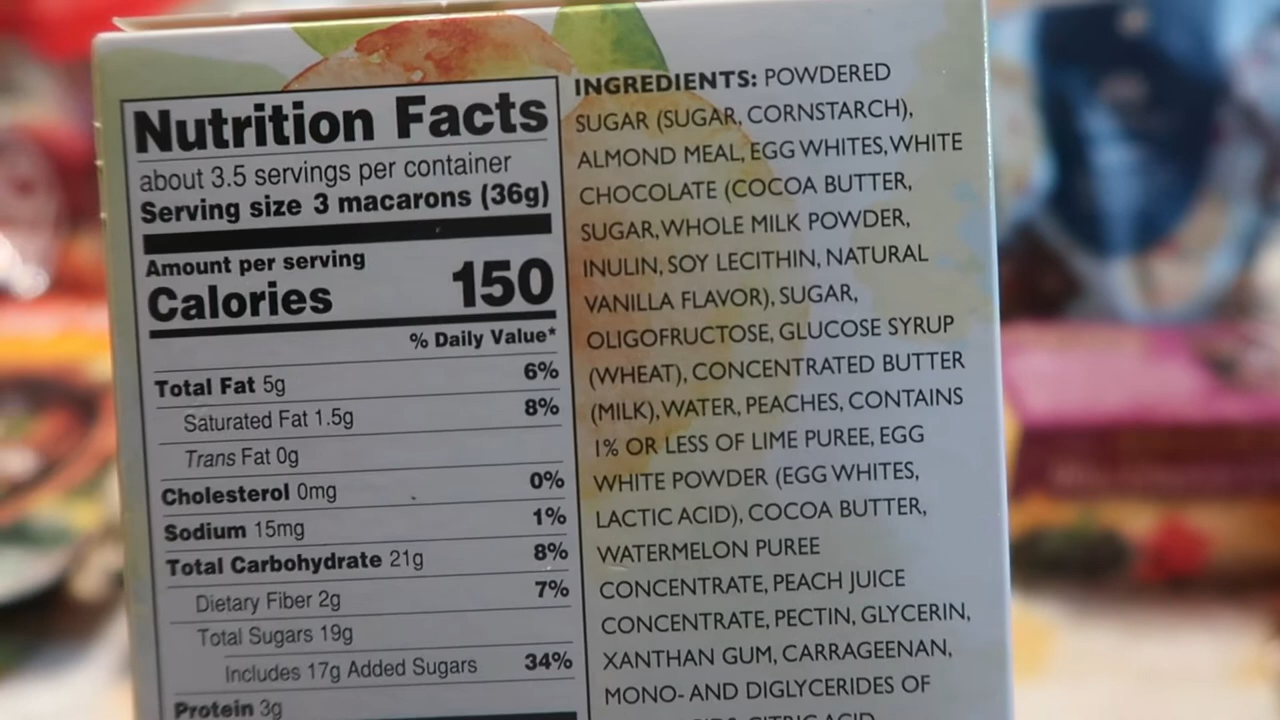 Nutrition Facts
about 3.5 servings per container
Serving size 3 macarons (36g)
Amount per serving
Calories 150
% Daily Value*
Total Fat 5g 6%
Saturated Fat 1.5g 8%
Trans Fat 0g
Cholesterol 0mg 0%
Sodium 15mg 1%
Total Carbohydrate 21g 8%
Dietary Fiber 2g 7%
Total Sugars 19g
Includes 17g Added Sugars 34%
Protein 3g
INGREDIENTS: POWDERED
SUGAR (SUGAR, CORNSTARCH),
ALMOND MEAL, EGG WHITES, WHITE
CHOCOLATE (COCOA BUTTER,
SUGAR, WHOLE MILK POWDER,
INULIN, SOY LECITHIN, NATURAL
VANILLA FLAVOR), SUGAR,
OLIGOFRUCTOSE, GLUCOSE SYRUP
(WHEAT), CONCENTRATED BUTTER
(MILK), WATER, PEACHES, CONTAINS
1% OR LESS OF LIME PUREE, EGG
WHITE POWDER (EGG WHITES,
LACTIC ACID), COCOA BUTTER,
WATERMELON PUREE
CONCENTRATE, PEACH JUICE
CONCENTRATE, PECTIN, GLYCERIN,
XANTHAN GUM, CARRAGEENAN,
MONO- AND DIGLYCERIDES OF